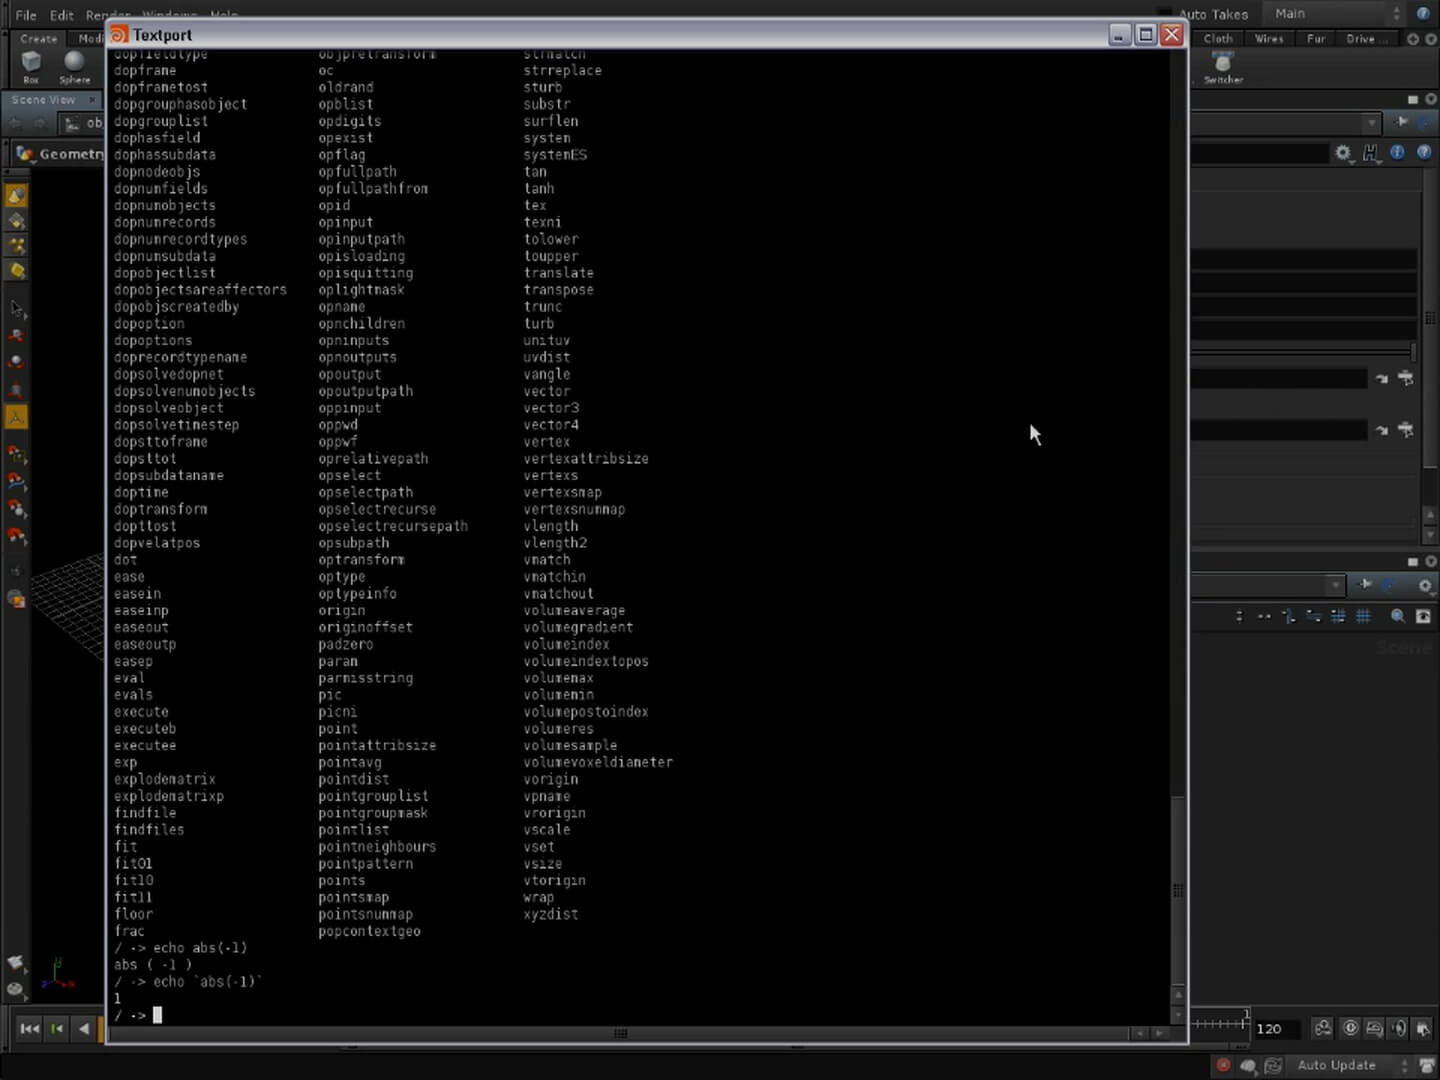 File Edit Render Windows Help
Auto Takes Main
Textport
Create
Cloth Wires Fur Drive ...
Box Sphere
Switcher
Scene View
Geometry
dopfieldtype objpretransform strmatch
dopframe oc strreplace
dopframetost oldrand sturb
dopgrouphasobject opblist substr
dopgrouplist opdigits surflen
dophasfield opexist system
dophassubdata opflag systemES
dopnodeobjs opfullpath tan
dopnumfields opfullpathfrom tanh
dopnumobjects opid tex
dopnumrecords opinput texni
dopnumrecordtypes opinputpath tolower
dopnumsubdata opisloading toupper
dopobjectlist opisquitting translate
dopobjectsareaffectors oplightmask transpose
dopobjscreatedby opname trunc
dopoption opnchildren turb
dopoptions opninputs unituv
doprecordtypename opnoutputs uvdist
dopsolvedopnet opoutput vangle
dopsolvenumobjects opoutputpath vector
dopsolveobject oppinput vector3
dopsolvetimestep oppwd vector4
dopsttoframe oppwf vertex
dopsttot oprelativepath vertexattribsize
dopsubdataname opselect vertexs
doptime opselectpath vertexsmap
doptransform opselectrecurse vertexsnummap
dopttost opselectrecursepath vlength
dopvelatpos opsubpath vlength2
dot optransform vmatch
ease optype vmatchin
easein optypeinfo vmatchout
easeinp origin volumeaverage
easeout originoffset volumegradient
easeoutp padzero volumeindex
easep param volumeindextopos
eval parmisstring volumemax
evals pic volumemin
execute picni volumepostoindex
executeb point volumeres
executee pointattribsize volumesample
exp pointavg volumevoxeldiameter
explodematrix pointdist vorigin
explodematrixp pointgrouplist vpname
findfile pointgroupmask vrorigin
findfiles pointlist vscale
fit pointneighbours vset
fit01 pointpattern vsize
fit10 points vtorigin
fit11 pointsmap wrap
floor pointsnummap xyzdist
frac popcontextgeo
/ -> echo abs(-1)
abs ( -1 )
/ -> echo `abs(-1)`
1
/ ->
Scene
1
120
Auto Update